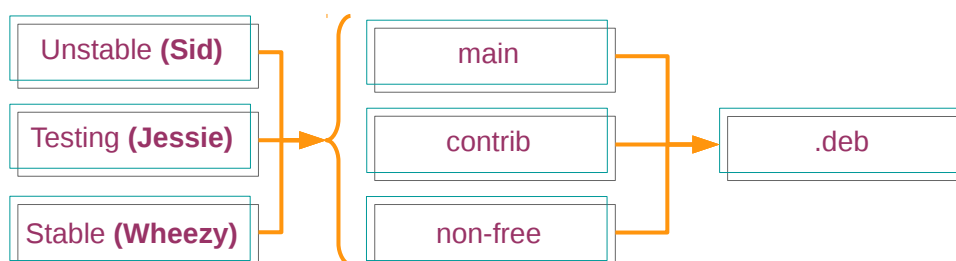 Unstable (Sid)
main
Testing (Jessie)
contrib
.deb
Stable (Wheezy)
non-free